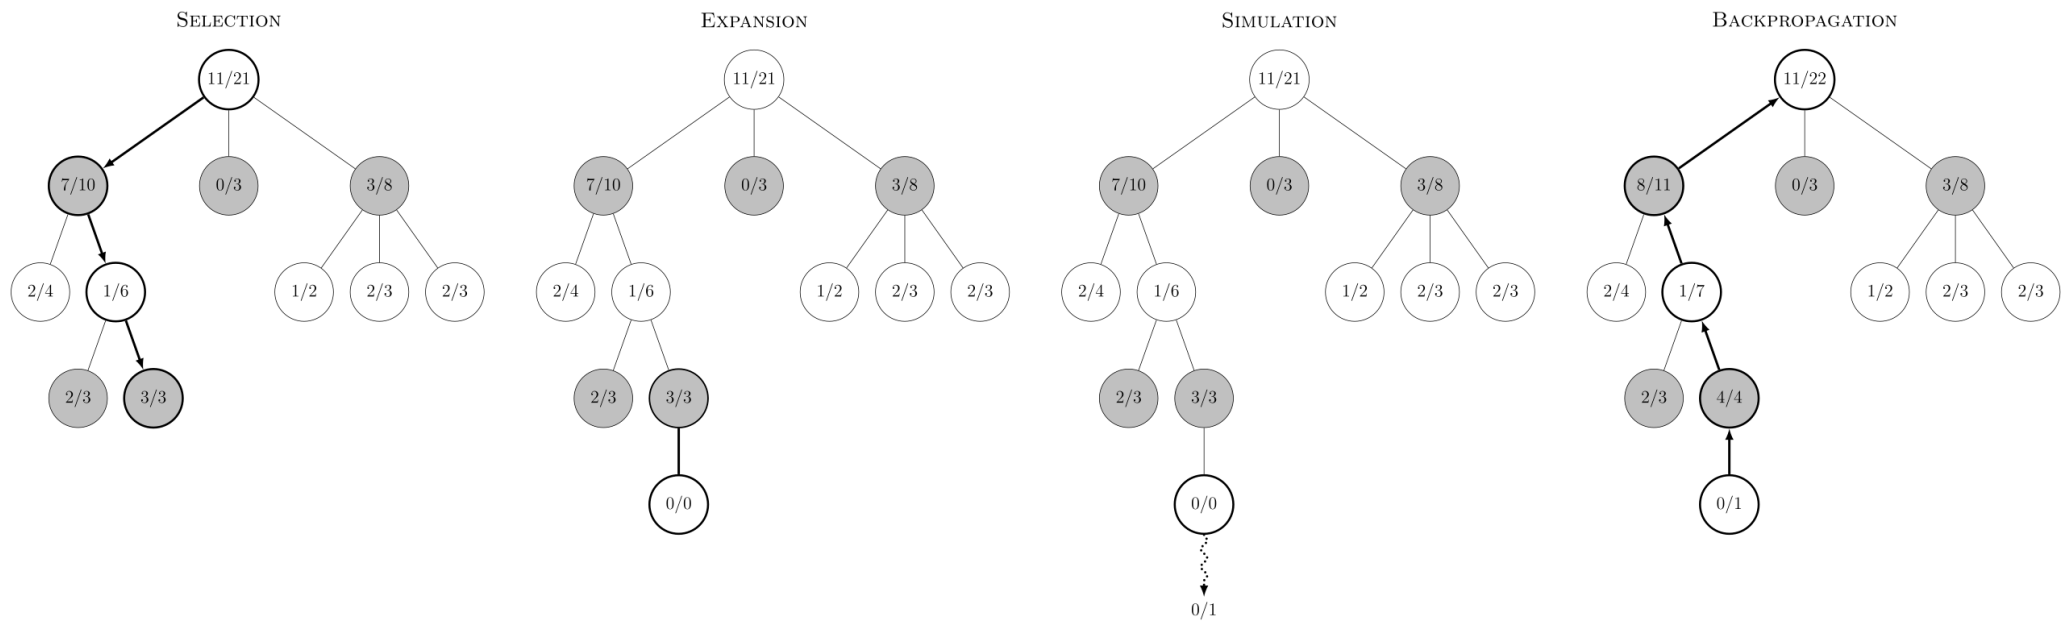 SELECTION
11/21
7/10 0/3 3/8
2/4 1/6 1/2 2/3 2/3
2/3 3/3
EXPANSION
11/21
7/10 0/3 3/8
2/4 1/6 1/2 2/3 2/3
2/3 3/3
0/0
SIMULATION
11/21
7/10 0/3 3/8
2/4 1/6 1/2 2/3 2/3
2/3 3/3
0/0
0/1
BACKPROPAGATION
11/22
8/11 0/3 3/8
2/4 1/7 1/2 2/3 2/3
2/3 4/4
0/1